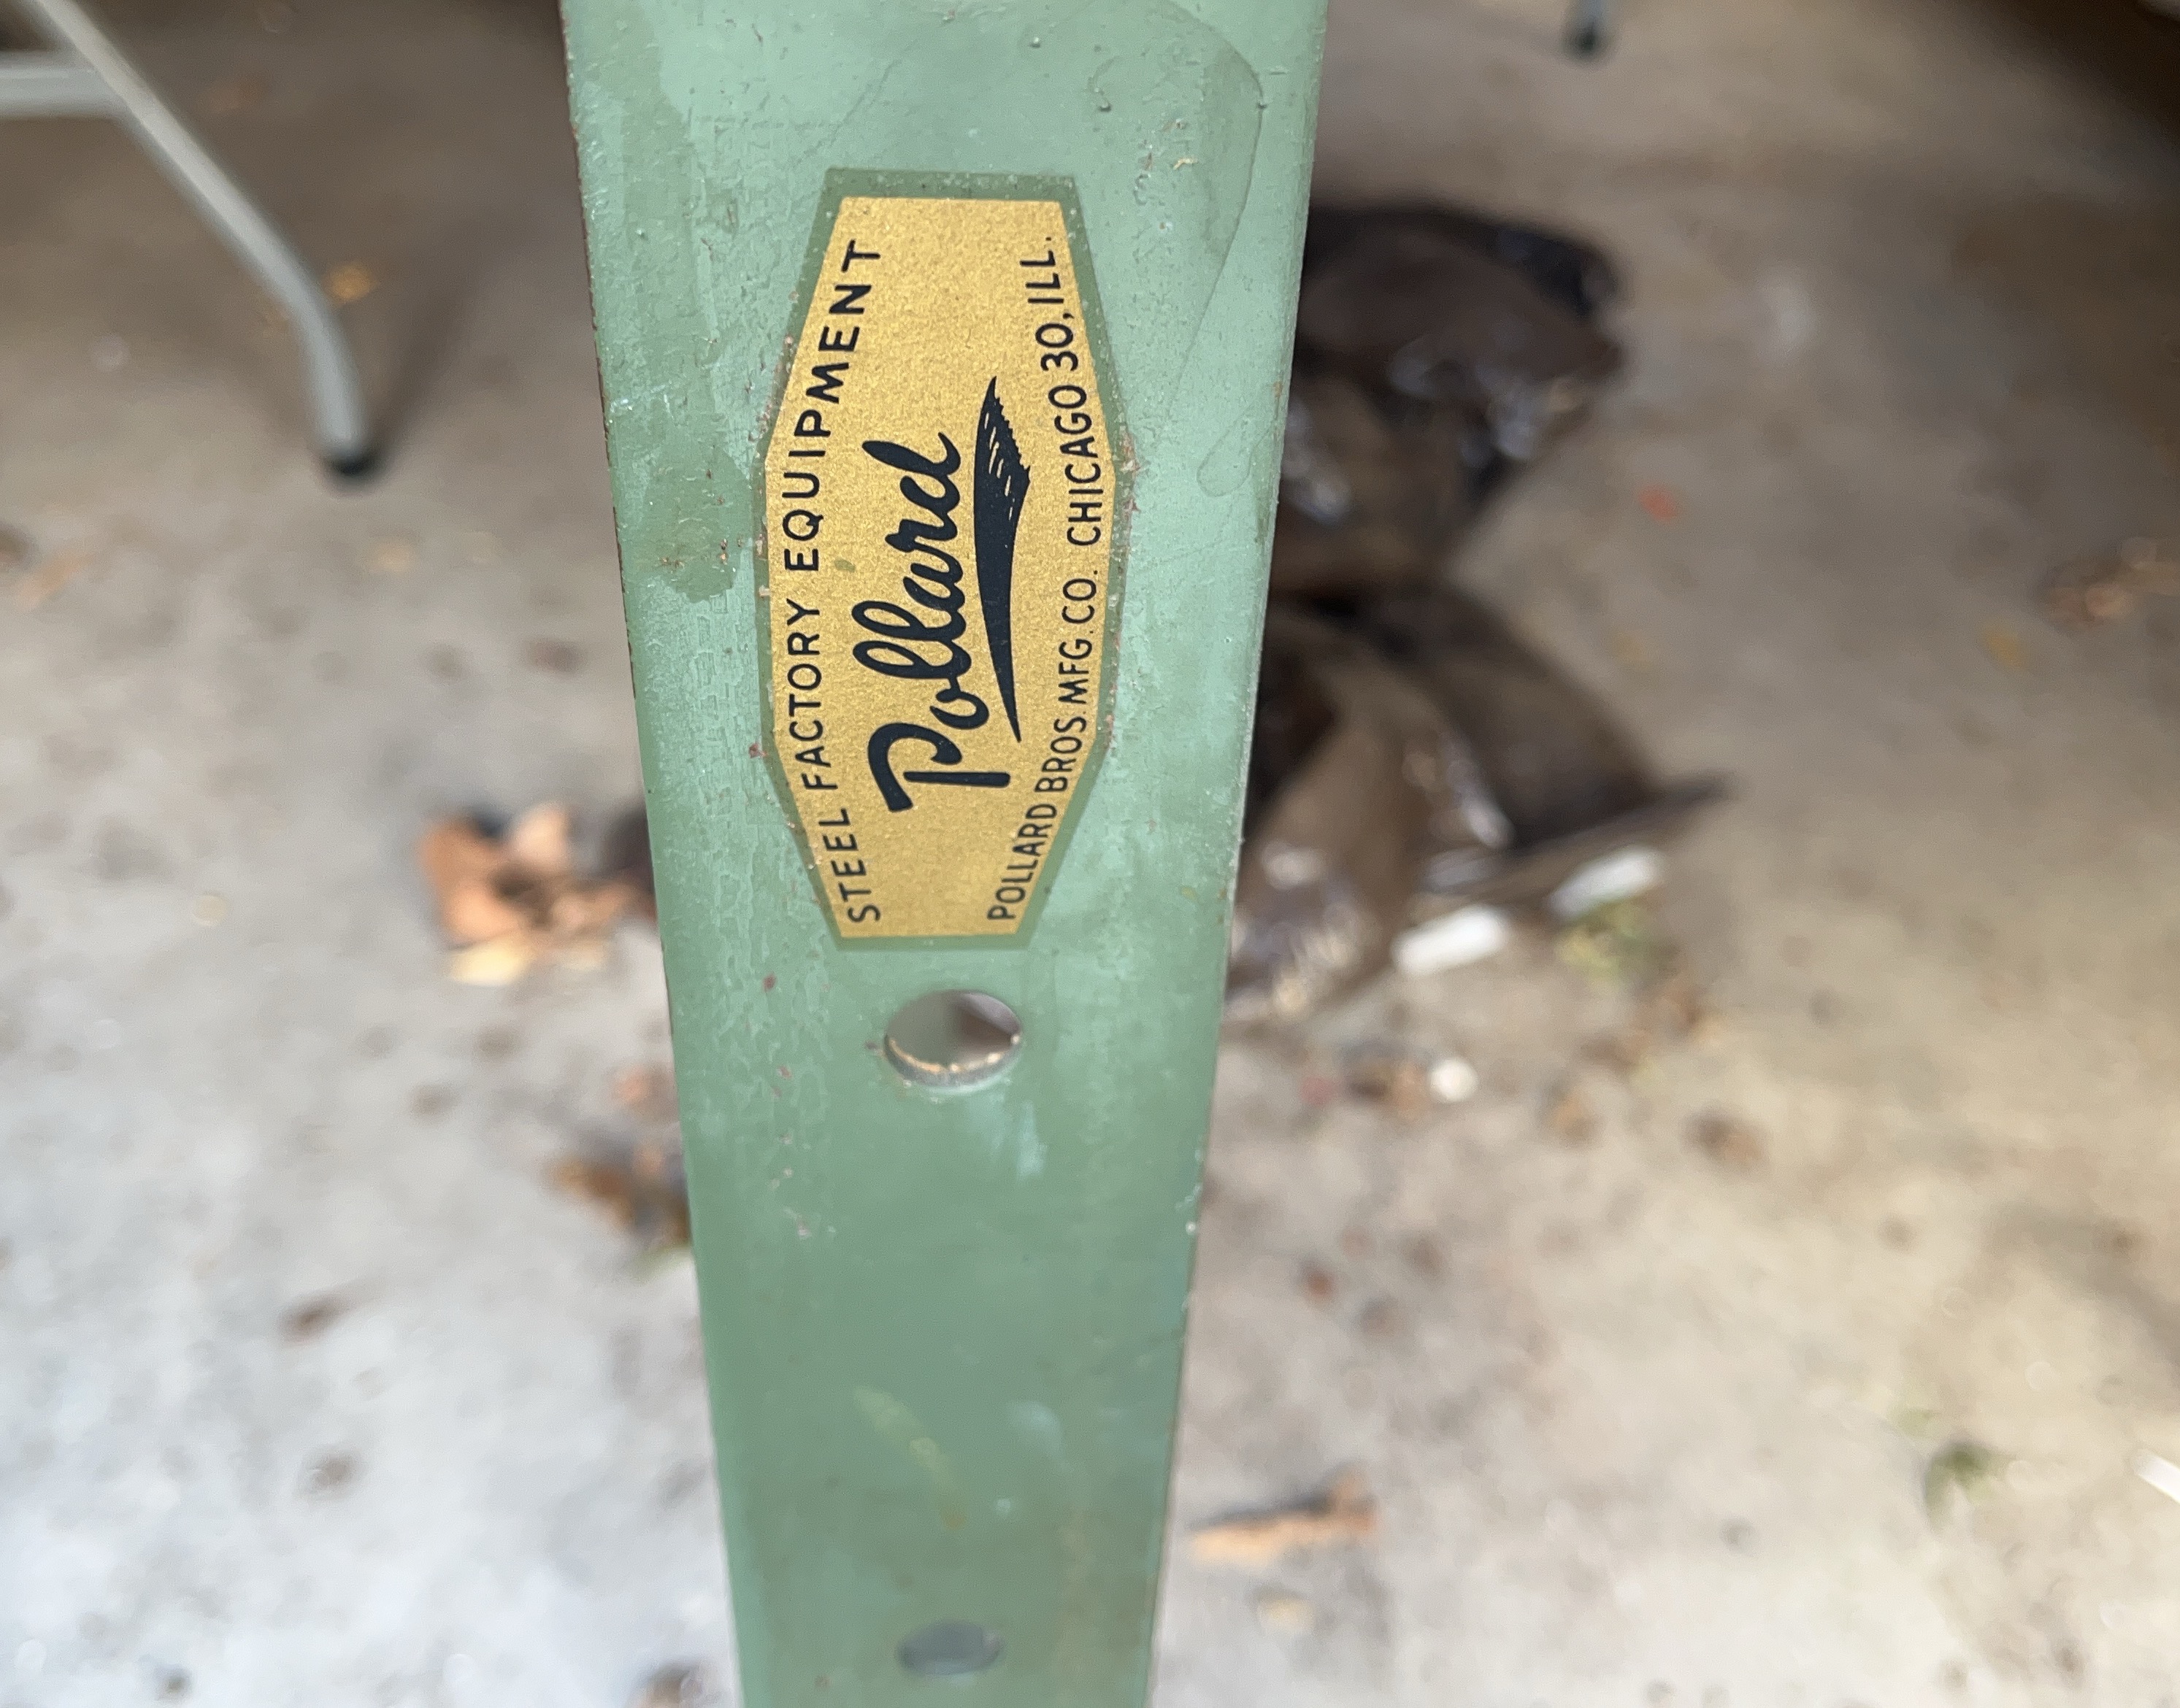 STEEL FACTORY EQUIPMENT
Pollard
POLLARD BROS. MFG. CO. CHICAGO 30, ILL.